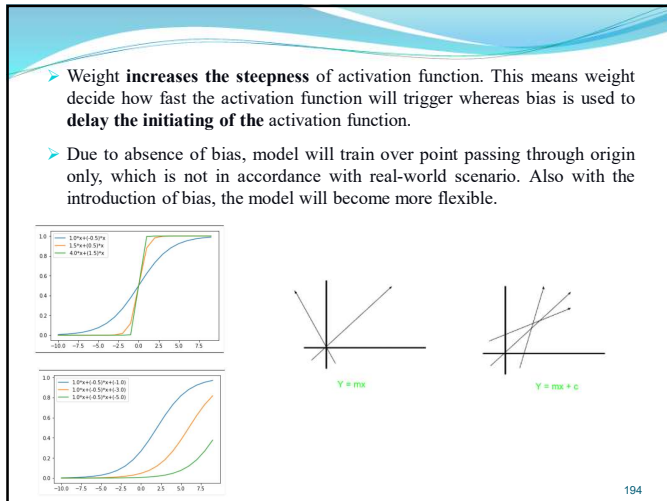 ➤ Weight increases the steepness of activation function. This means weight
decide how fast the activation function will trigger whereas bias is used to
delay the initiating of the activation function.
➤ Due to absence of bias, model will train over point passing through origin
only, which is not in accordance with real-world scenario. Also with the
introduction of bias, the model will become more flexible.
1.0*x+(-0.5)*x
1.5*x+(0.5)*x
4.0*x+(1.5)*x
1.0
0.8
0.6
0.4
0.2
0.0
-10.0 -7.5 -5.0 -2.5 0.0 2.5 5.0 7.5
Y = mx
Y = mx + c
1.0*x+(-0.5)*x+(-1.0)
1.0*x+(-0.5)*x+(-3.0)
1.0*x+(-0.5)*x+(-5.0)
1.0
0.8
0.6
0.4
0.2
0.0
-10.0 -7.5 -5.0 -2.5 0.0 2.5 5.0 7.5
194